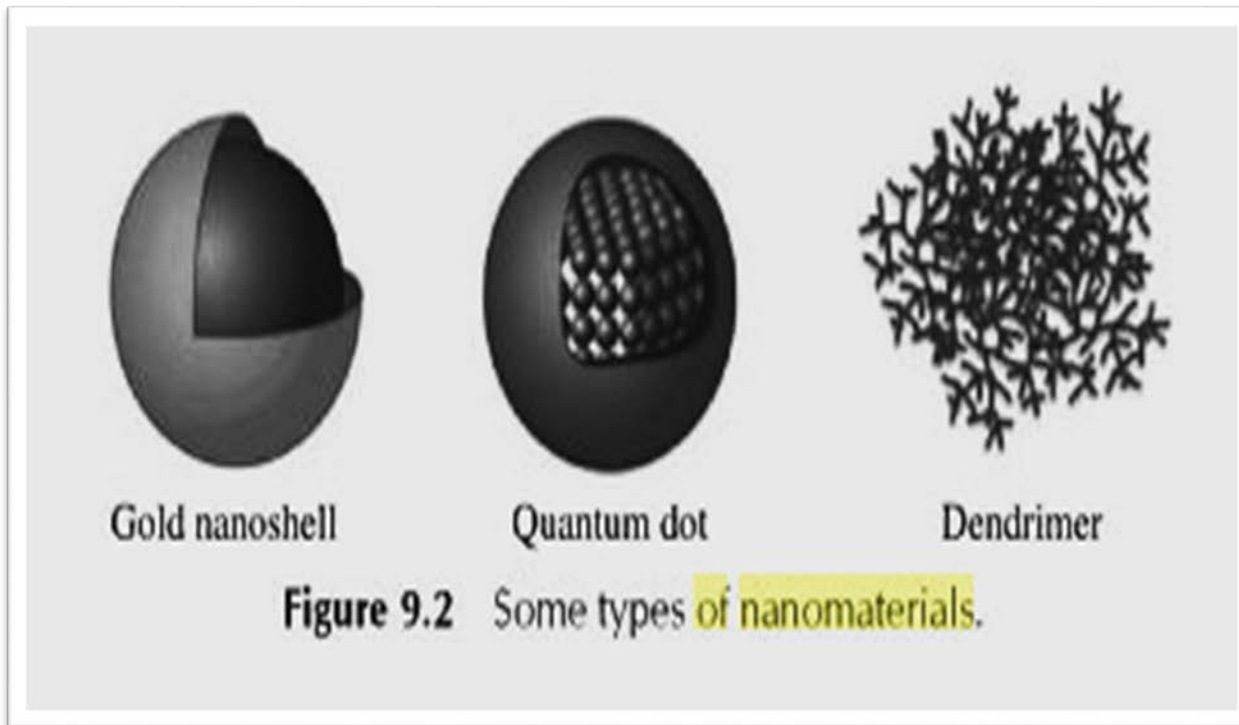 Gold nanoshell Quantum dot Dendrimer
Figure 9.2 Some types of nanomaterials.